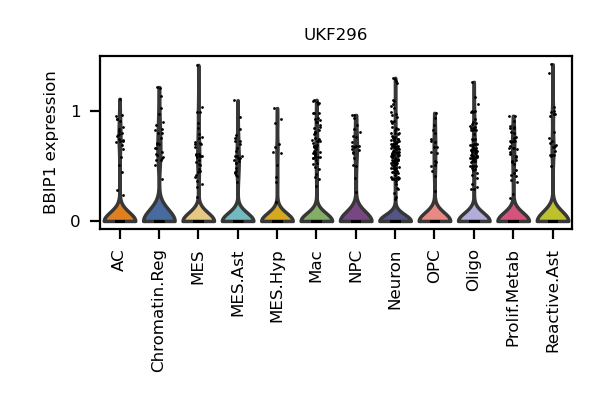 UKF296
BBIP1 expression
1
0
AC
Chromatin.Reg
MES
MES.Ast
MES.Hyp
Mac
NPC
Neuron
OPC
Oligo
Prolif.Metab
Reactive.Ast